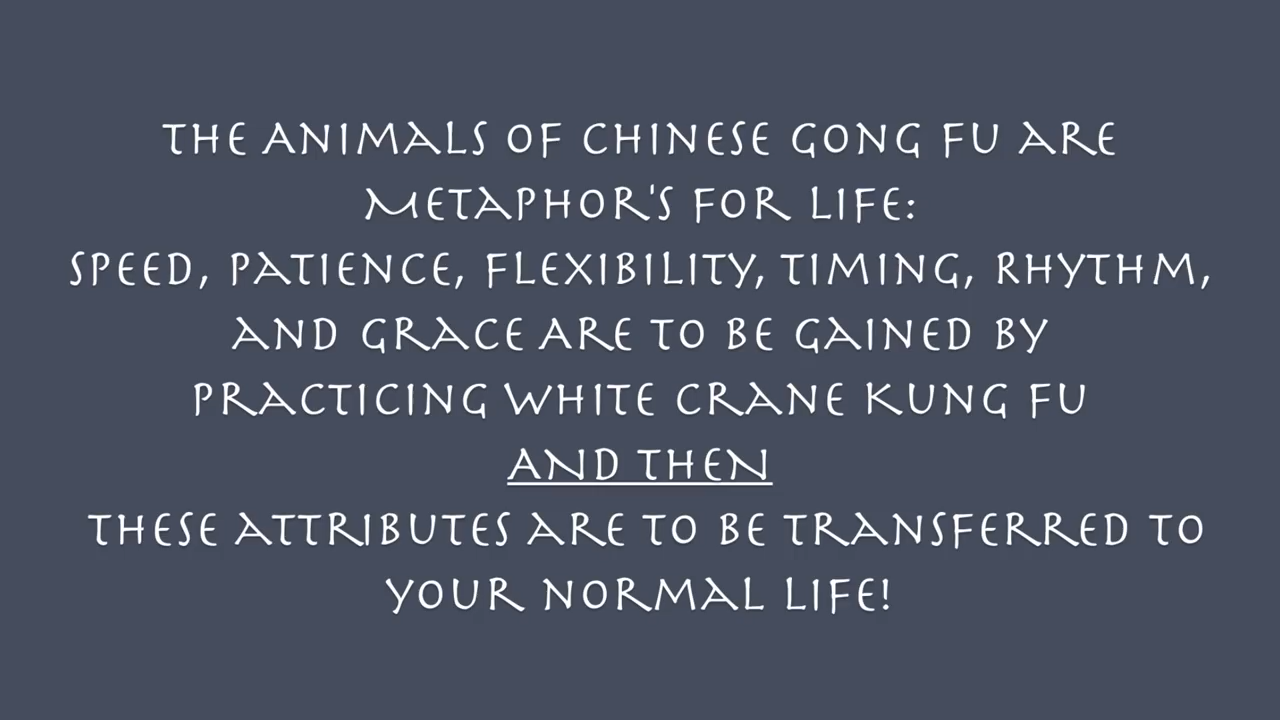 THE ANIMALS OF CHINESE GONG FU ARE
METAPHOR'S FOR LIFE:
SPEED, PATIENCE, FLEXIBILITY, TIMING, RHYTHM,
AND GRACE ARE TO BE GAINED BY
PRACTICING WHITE CRANE KUNG FU
AND THEN
THESE ATTRIBUTES ARE TO BE TRANSFERRED TO
YOUR NORMAL LIFE!